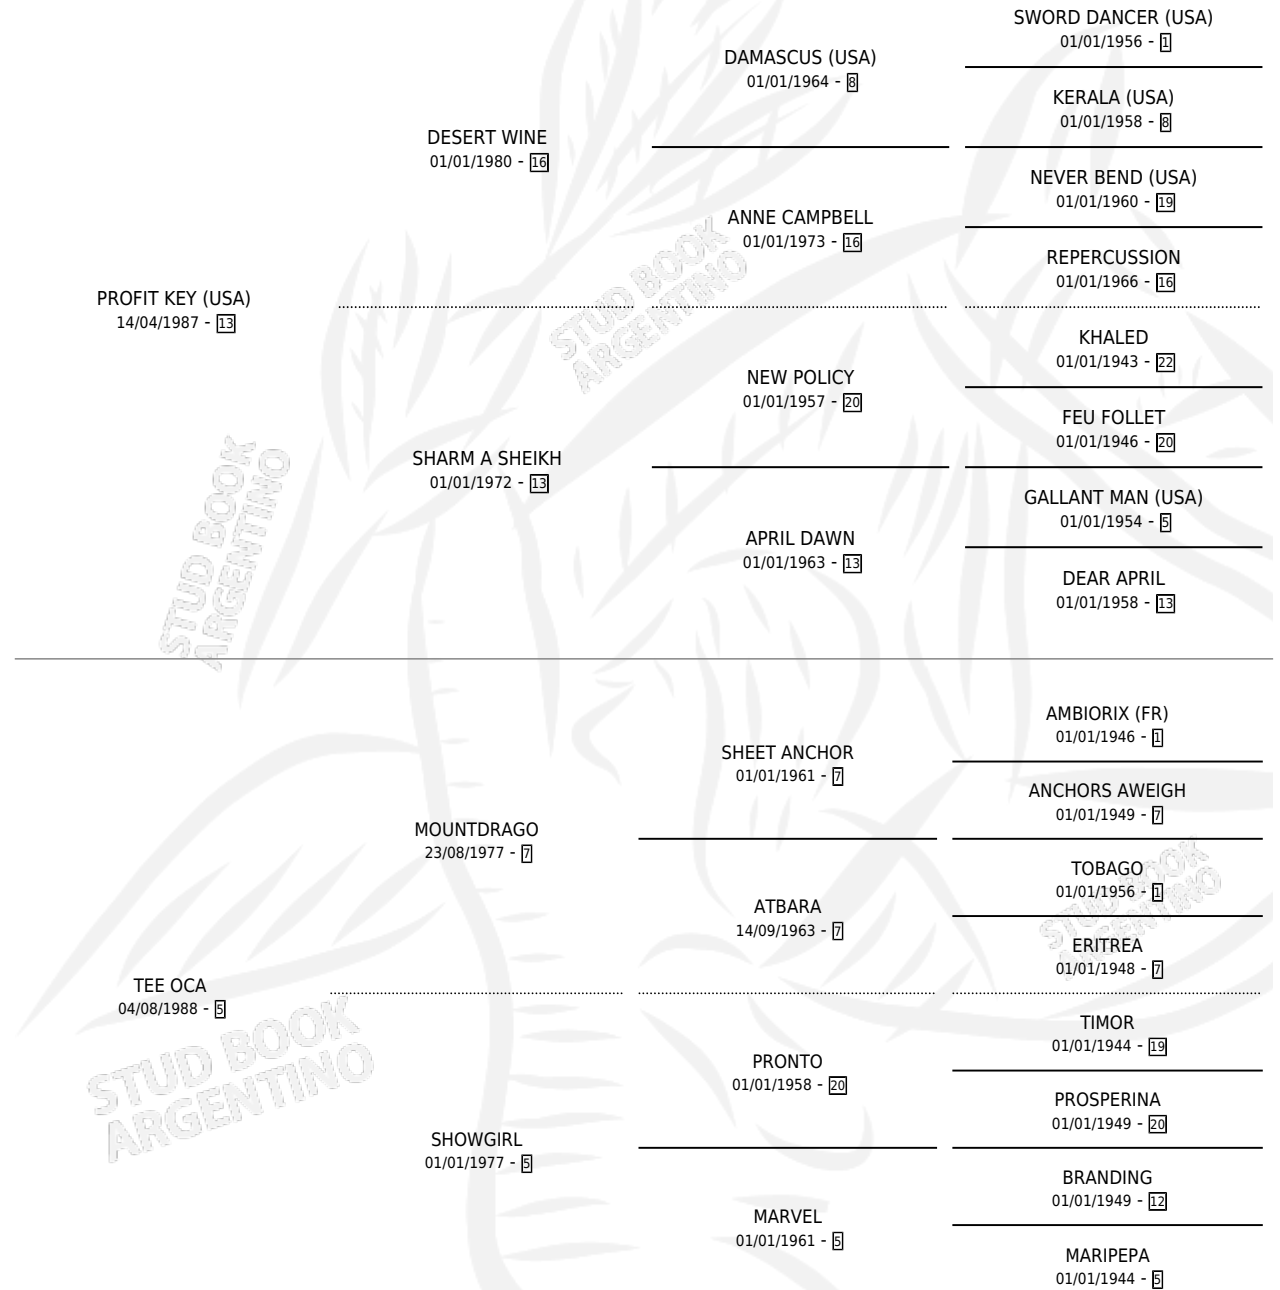 SWORD DANCER (USA)
01/01/1956 - 1
DAMASCUS (USA)
01/01/1964 - 8
KERALA (USA)
01/01/1958 - 8
DESERT WINE
01/01/1980 - 16
NEVER BEND (USA)
01/01/1960 - 19
ANNE CAMPBELL
01/01/1973 - 16
REPERCUSSION
01/01/1966 - 16
PROFIT KEY (USA)
14/04/1987 - 13
KHALED
01/01/1943 - 22
NEW POLICY
01/01/1957 - 20
FEU FOLLET
01/01/1946 - 20
SHARM A SHEIKH
01/01/1972 - 13
GALLANT MAN (USA)
01/01/1954 - 5
APRIL DAWN
01/01/1963 - 13
DEAR APRIL
01/01/1958 - 13
AMBIORIX (FR)
01/01/1946 - 1
SHEET ANCHOR
01/01/1961 - 7
ANCHORS AWEIGH
01/01/1949 - 7
MOUNTDRAGO
23/08/1977 - 7
TOBAGO
01/01/1956 - 1
ATBARA
14/09/1963 - 7
ERITREA
01/01/1948 - 7
TEE OCA
04/08/1988 - 5
TIMOR
01/01/1944 - 19
PRONTO
01/01/1958 - 20
PROSPERINA
01/01/1949 - 20
SHOWGIRL
01/01/1977 - 5
BRANDING
01/01/1949 - 12
MARVEL
01/01/1961 - 5
MARIPEPA
01/01/1944 - 5
STUD BOOK
ARGENTINO
STUD BOOK
ARGENTINO
STUD BOOK
ARGENTINO
STUD BOOK
ARGENTINO